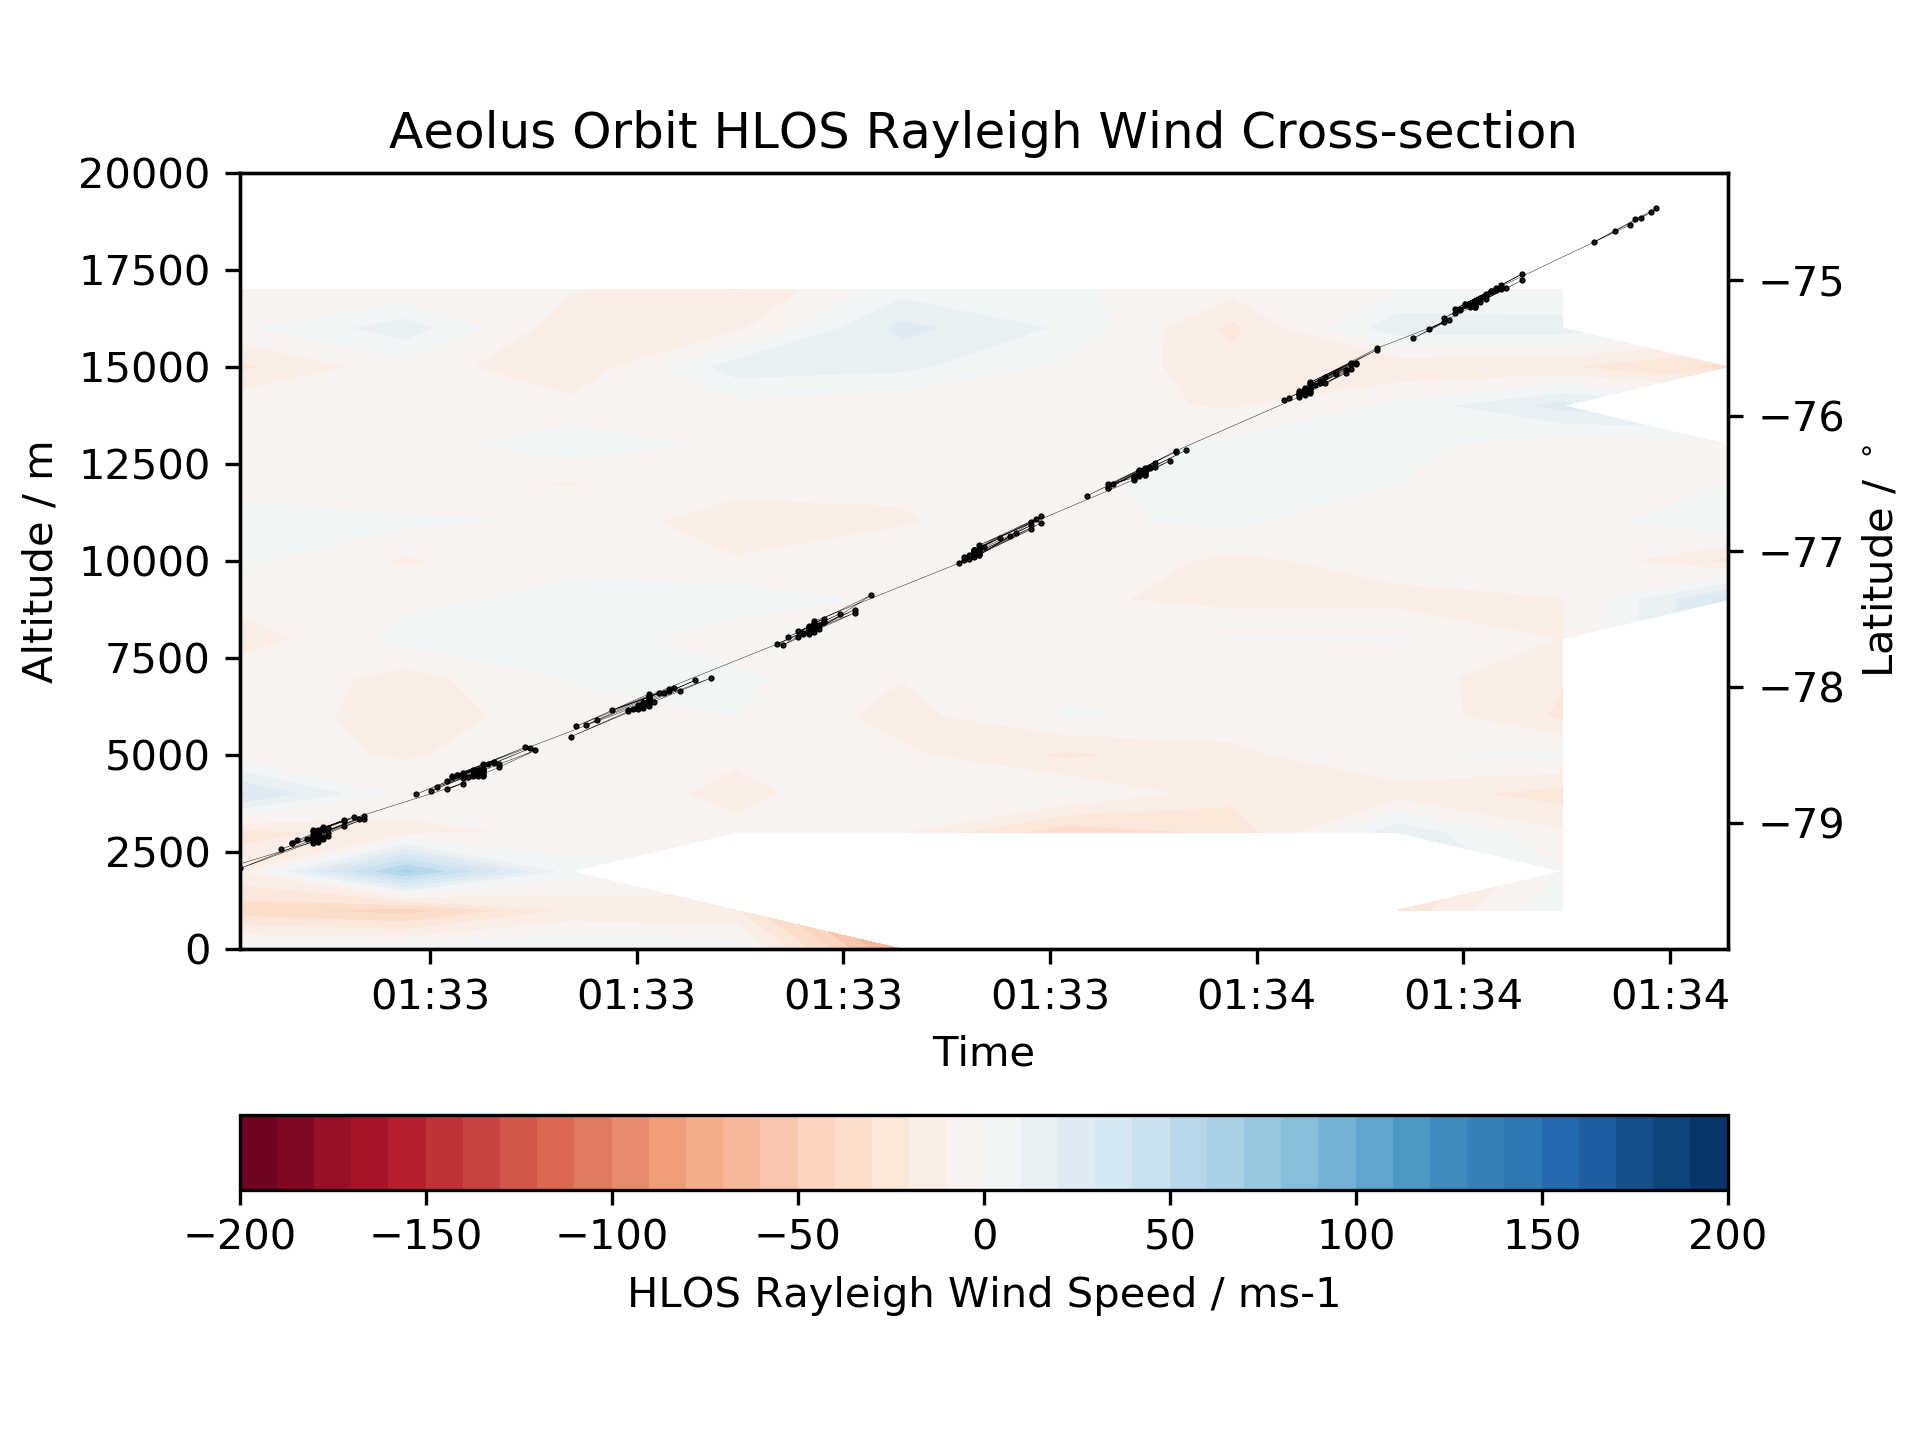 Aeolus Orbit HLOS Rayleigh Wind Cross-section
20000
17500
15000
12500
10000
7500
5000
2500
0
Altitude / m
−75
−76
−77
−78
−79
Latitude / °
01:33 01:33 01:33 01:33 01:34 01:34 01:34
Time
−200 −150 −100 −50 0 50 100 150 200
HLOS Rayleigh Wind Speed / ms-1